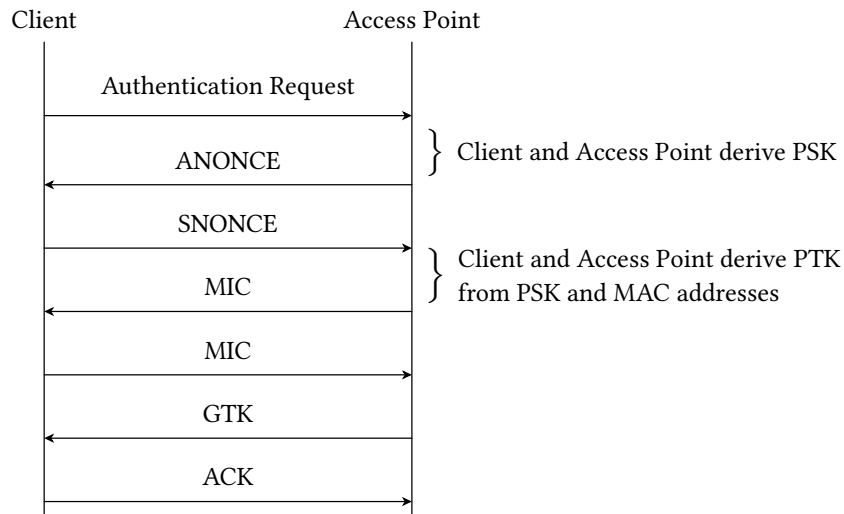 Client
Access Point
Authentication Request
Client and Access Point derive PSK
ANONCE
SNONCE
Client and Access Point derive PTK
from PSK and MAC addresses
MIC
MIC
GTK
ACK